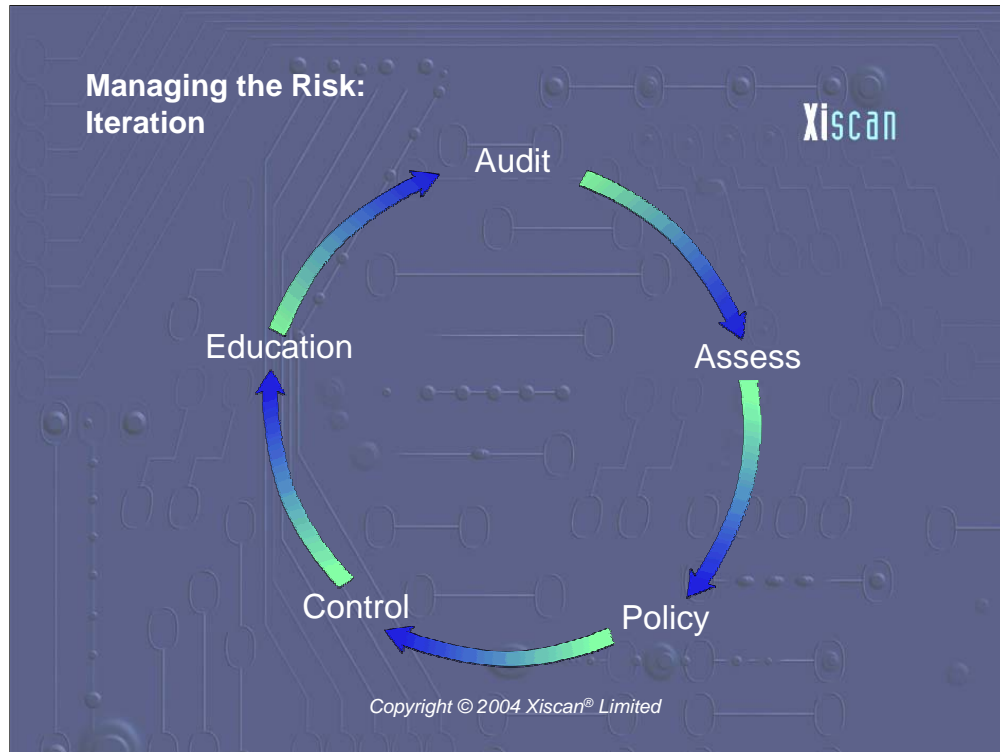 Managing the Risk:
Iteration
Xiscan
Audit
Education
Assess
Control
Policy
Copyright © 2004 Xiscan® Limited